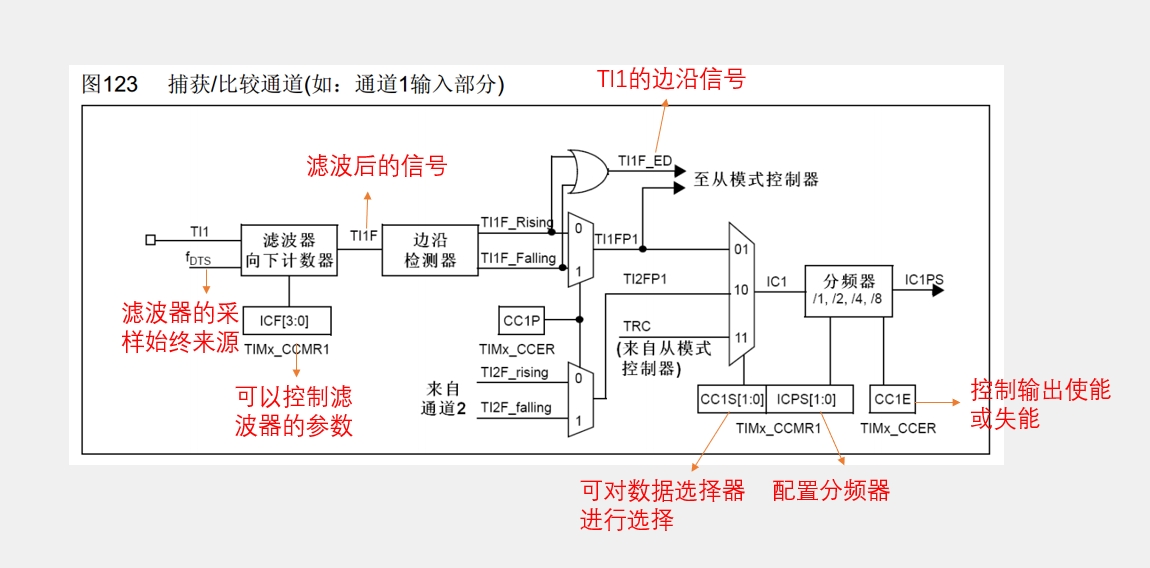 图123 捕获/比较通道(如：通道1输入部分)
TI1的边沿信号
滤波后的信号
TI1F_ED
至从模式控制器
TI1
fDTS
滤波器
向下计数器
TI1F
边沿
检测器
TI1F_Rising
TI1F_Falling
0
1
TI1FP1
TI2FP1
TRC
(来自从模式
控制器)
01
10
11
IC1
分频器
/1, /2, /4, /8
IC1PS
滤波器的采
样始终来源
ICF[3:0]
TIMx_CCMR1
可以控制滤
波器的参数
CC1P
TIMx_CCER
来自
通道2
TI2F_rising
TI2F_falling
0
1
CC1S[1:0]
ICPS[1:0]
TIMx_CCMR1
CC1E
TIMx_CCER
控制输出使能
或失能
可对数据选择器
进行选择
配置分频器